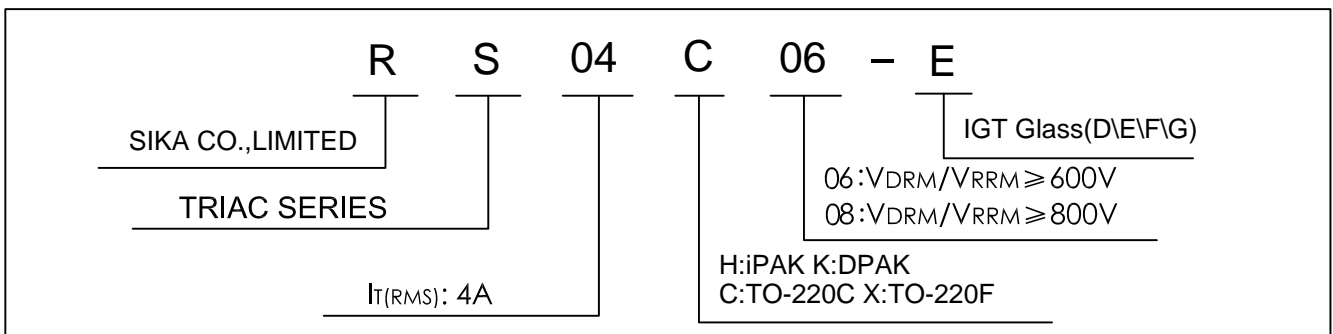 R S 04 C 06 – E
SIKA CO.,LIMITED
IGT Glass(D\E\F\G)
TRIAC SERIES
06:VDRM/VRRM≥600V
08:VDRM/VRRM≥800V
IT(RMS): 4A
H:iPAK K:DPAK
C:TO-220C X:TO-220F